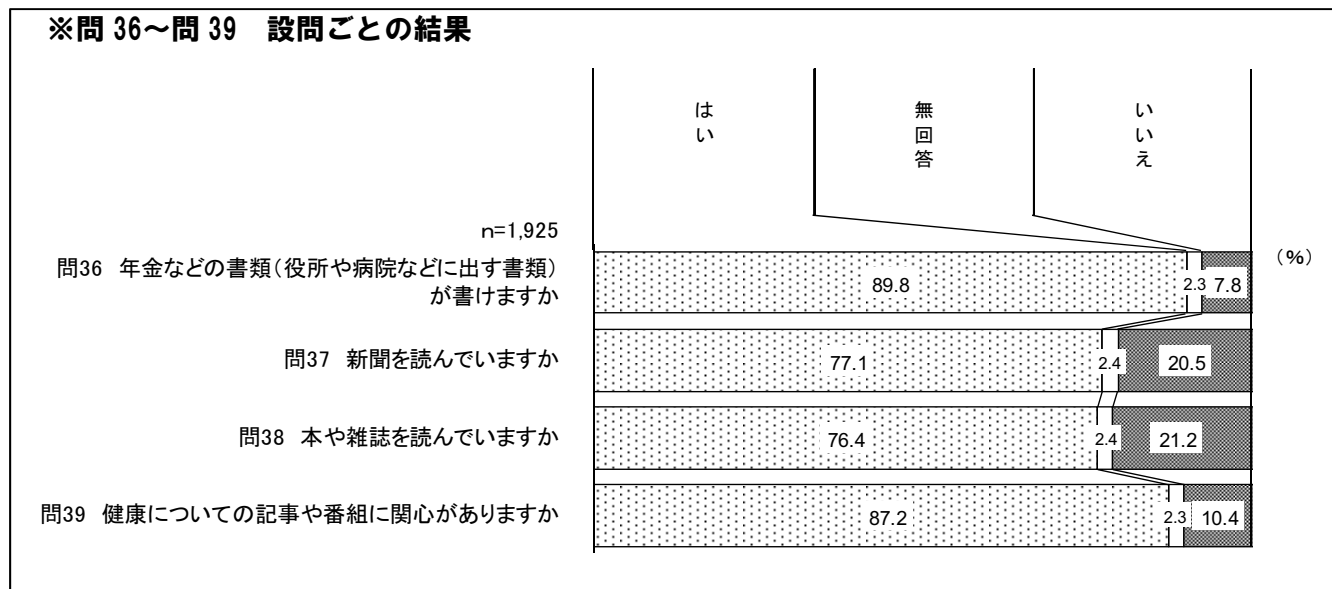 ※問 36～問 39　設問ごとの結果
はい
無回答
いいえ
n=1,925
(%)
問36　年金などの書類(役所や病院などに出す書類)
が書けますか
89.8
2.3
7.8
問37　新聞を読んでいますか
77.1
2.4
20.5
問38　本や雑誌を読んでいますか
76.4
2.4
21.2
問39　健康についての記事や番組に関心がありますか
87.2
2.3
10.4